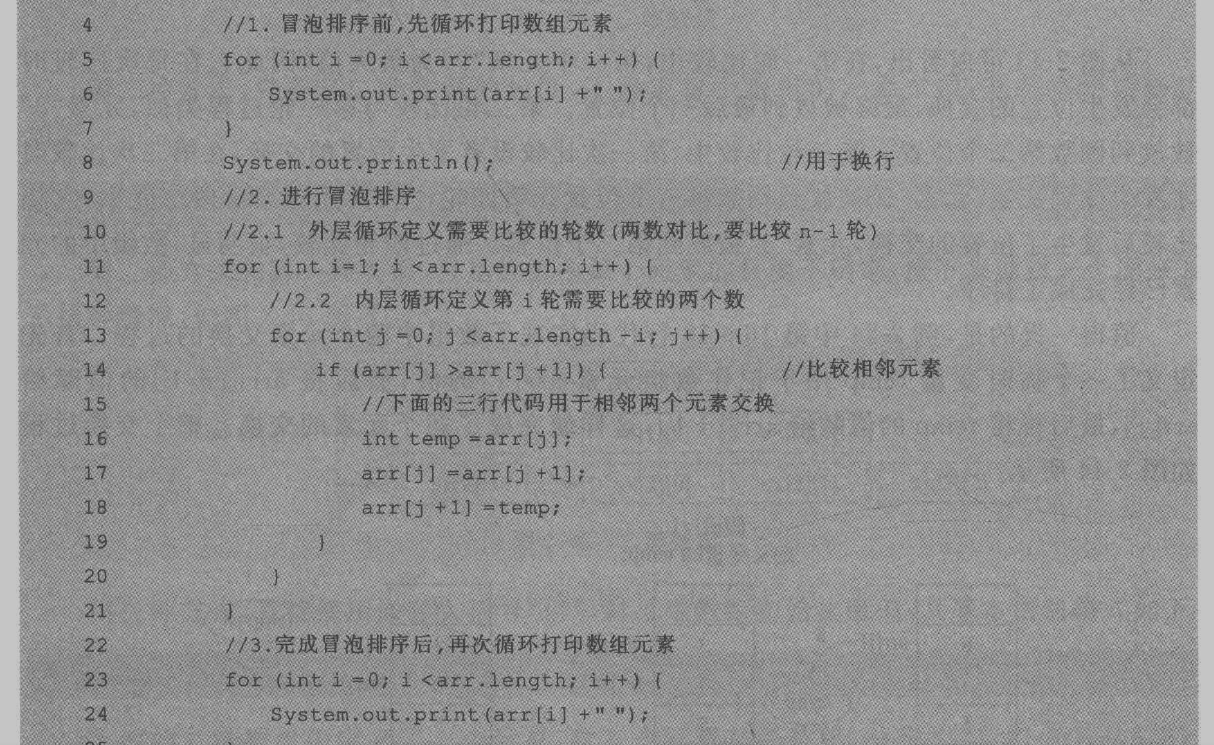 4 //1. 冒泡排序前,先循环打印数组元素
5 for (int i =0; i <arr.length; i++) {
6 System.out.print(arr[i] +" ");
7 }
8 System.out.println(); //用于换行
9 //2. 进行冒泡排序
10 //2.1 外层循环定义需要比较的轮数(两数对比,要比较 n-1 轮)
11 for (int i=1; i <arr.length; i++) {
12 //2.2 内层循环定义第 i 轮需要比较的两个数
13 for (int j =0; j <arr.length -i; j++) {
14 if (arr[j] >arr[j +1]) { //比较相邻元素
15 //下面的三行代码用于相邻两个元素交换
16 int temp =arr[j];
17 arr[j] =arr[j +1];
18 arr[j +1] =temp;
19 }
20 }
21 }
22 //3.完成冒泡排序后,再次循环打印数组元素
23 for (int i =0; i <arr.length; i++) {
24 System.out.print(arr[i] +" ");